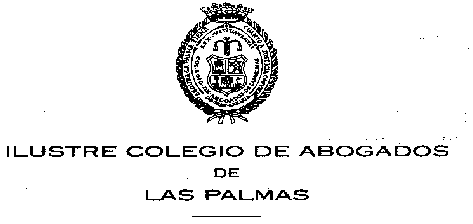 ILUSTRE COLEGIO DE ABOGADOS
DE
LAS PALMAS